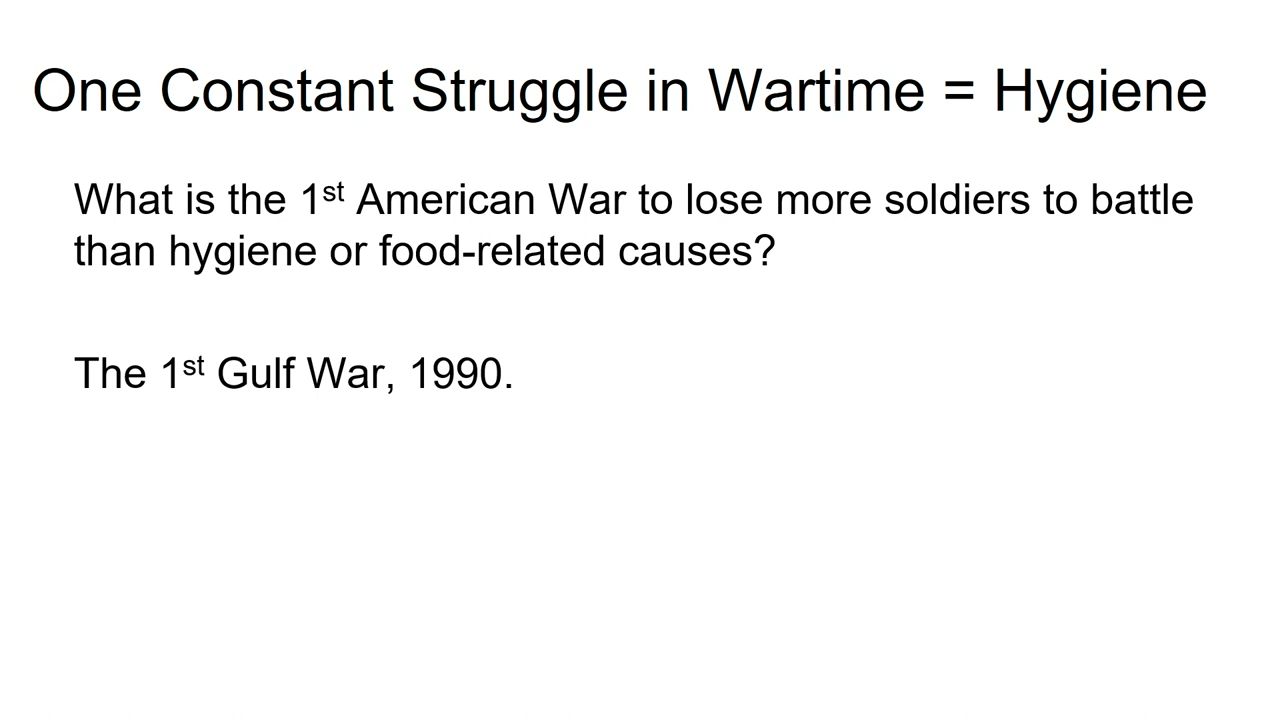 One Constant Struggle in Wartime = Hygiene
What is the 1st American War to lose more soldiers to battle
than hygiene or food-related causes?
The 1st Gulf War, 1990.